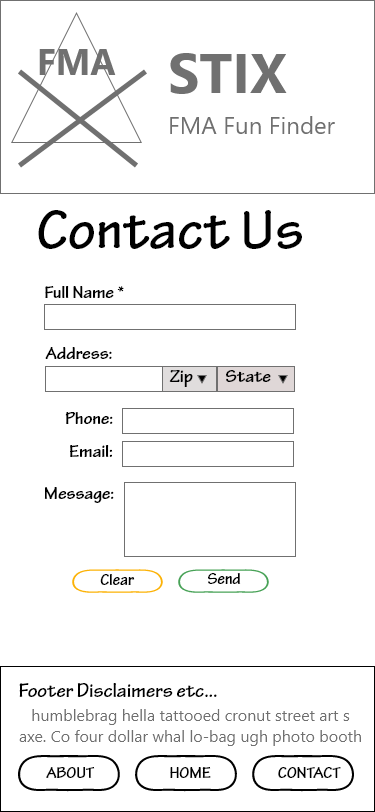 FMA
STIX
FMA Fun Finder
Contact Us
Full Name *
Address:
Zip ▼ State ▼
Phone:
Email:
Message:
Clear Send
Footer Disclaimers etc...
humblebrag hella tattooed cronut street art s
axe. Co four dollar whal lo-bag ugh photo booth
ABOUT HOME CONTACT